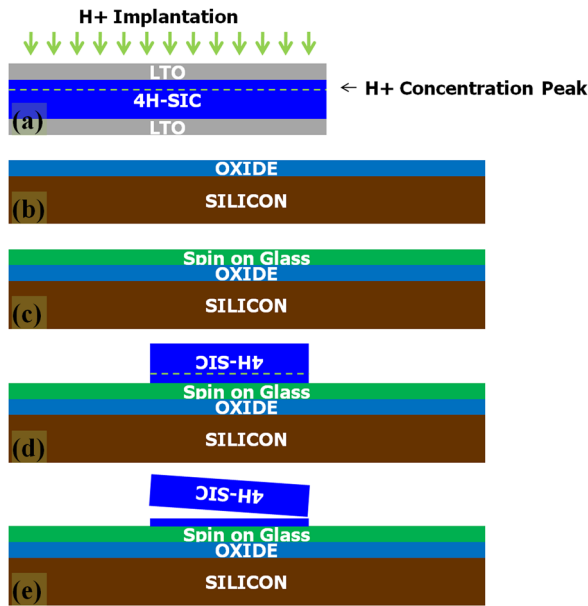 H+ Implantation
LTO
← H+ Concentration Peak
4H-SIC
(a)
LTO
OXIDE
(b)
SILICON
Spin on Glass
OXIDE
(c)
SILICON
4H-SIC
Spin on Glass
OXIDE
(d)
SILICON
4H-SIC
Spin on Glass
OXIDE
(e)
SILICON